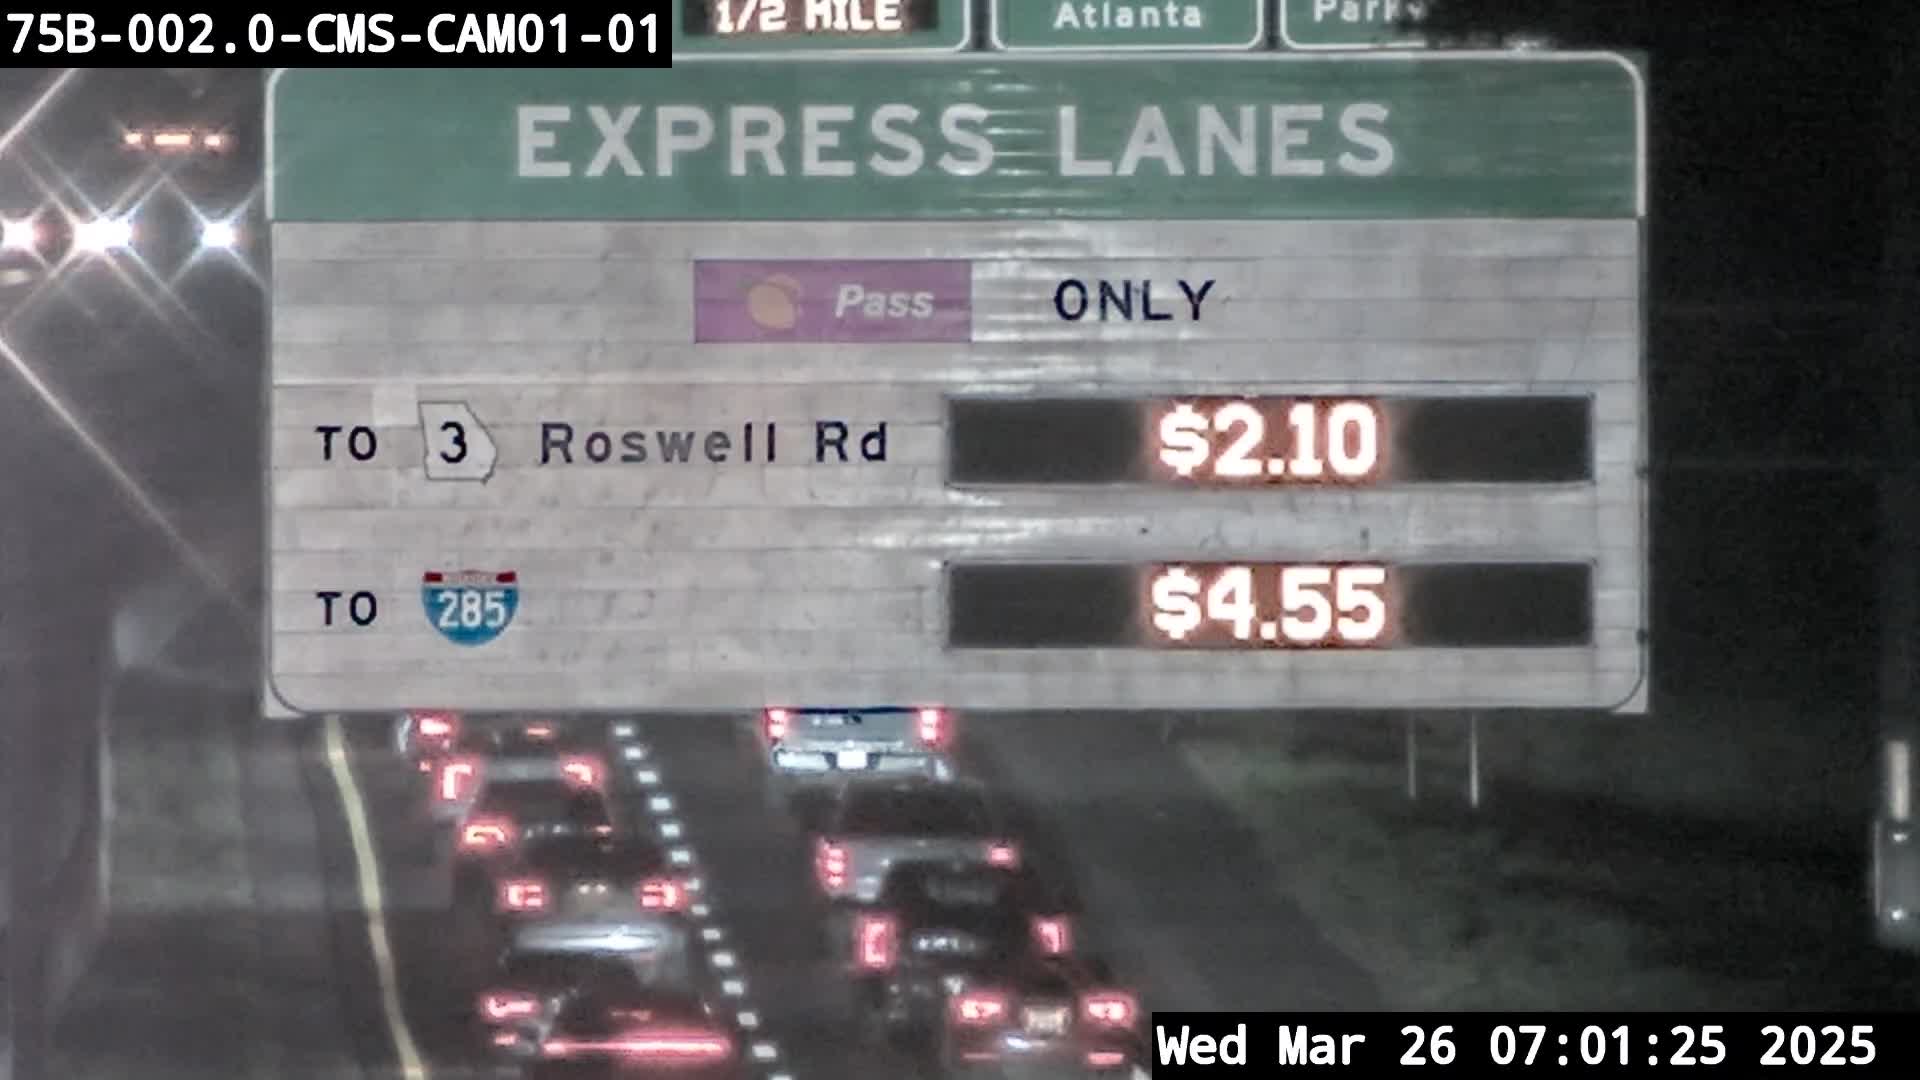 75B-002.0-CMS-CAM01-01
1/2 MILE
Atlanta
EXPRESS LANES
Pass ONLY
TO 3 Roswell Rd $2.10
TO 285 $4.55
Wed Mar 26 07:01:25 2025